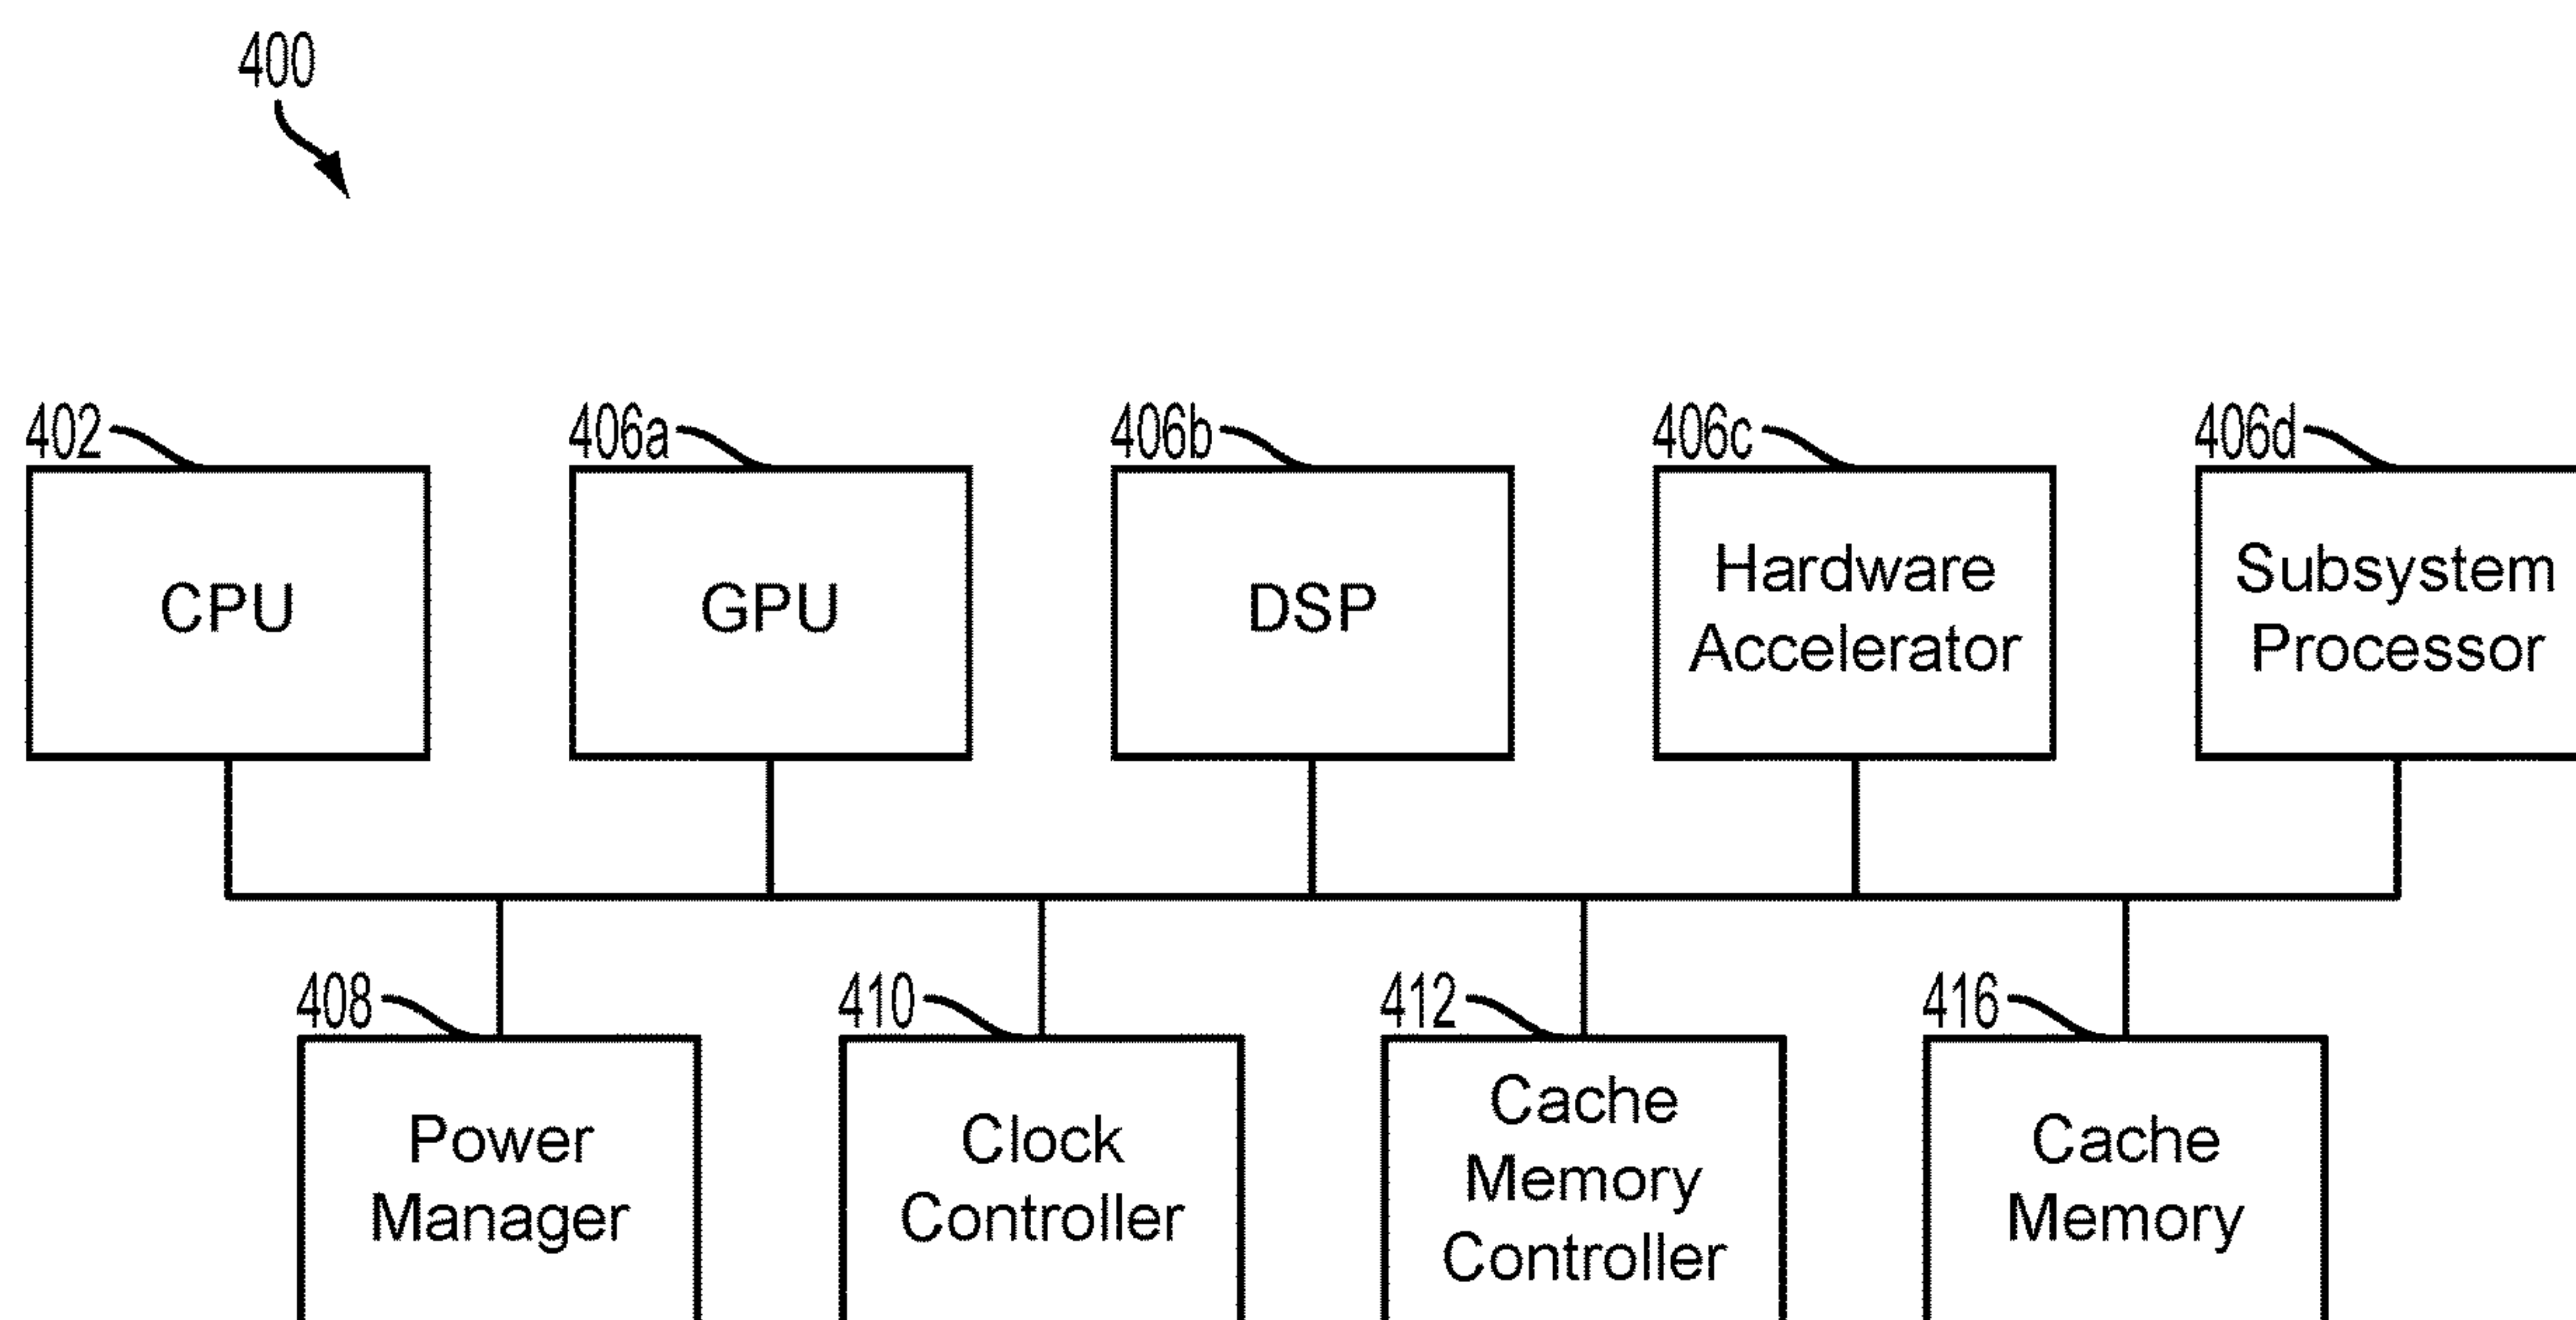 400
402
406a
406b
406c
406d
CPU
GPU
DSP
Hardware
Accelerator
Subsystem
Processor
408
410
412
416
Power
Manager
Clock
Controller
Cache
Memory
Controller
Cache
Memory